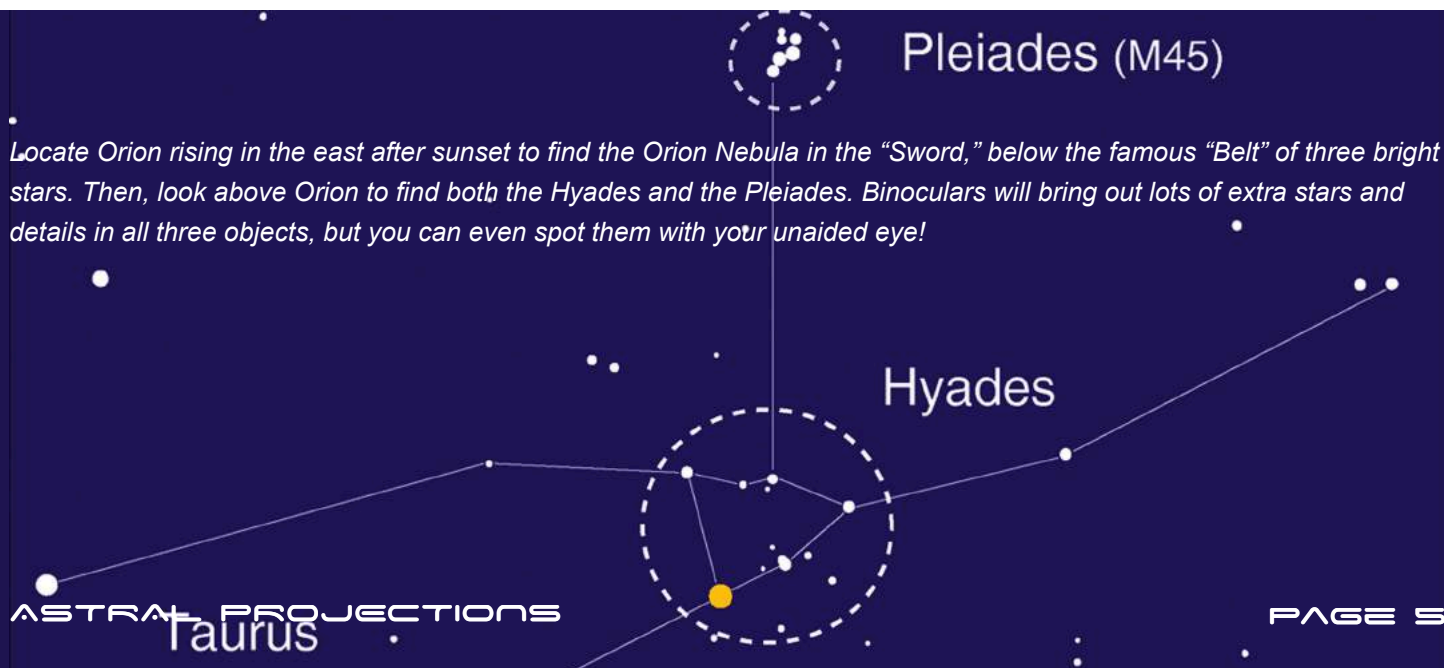 Pleiades (M45)
Locate Orion rising in the east after sunset to find the Orion Nebula in the “Sword,” below the famous “Belt” of three bright
stars. Then, look above Orion to find both the Hyades and the Pleiades. Binoculars will bring out lots of extra stars and
details in all three objects, but you can even spot them with your unaided eye!
Hyades
ASTRAL PROJECTIONS
PAGE 5
Taurus